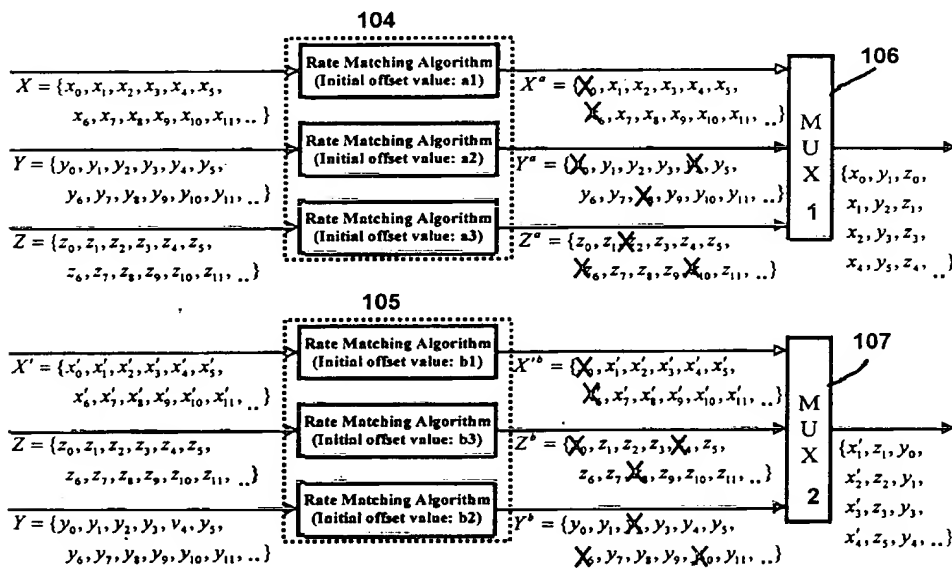 104
Rate Matching Algorithm
(Initial offset value: a1)
X = {x₀, x₁, x₂, x₃, x₄, x₅,
x₆, x₇, x₈, x₉, x₁₀, x₁₁, ..}
Xᵃ = {x₀, x₁, x₂, x₃, x₄, x₅,
x₆, x₇, x₈, x₉, x₁₀, x₁₁, ..}
Rate Matching Algorithm
(Initial offset value: a2)
Y = {y₀, y₁, y₂, y₃, y₄, y₅,
y₆, y₇, y₈, y₉, y₁₀, y₁₁, ..}
Yᵃ = {y₀, y₁, y₂, y₃, y₄, y₅,
y₆, y₇, y₈, y₉, y₁₀, y₁₁, ..}
Rate Matching Algorithm
(Initial offset value: a3)
Z = {z₀, z₁, z₂, z₃, z₄, z₅,
z₆, z₇, z₈, z₉, z₁₀, z₁₁, ..}
Zᵃ = {z₀, z₁, z₂, z₃, z₄, z₅,
z₆, z₇, z₈, z₉, z₁₀, z₁₁, ..}
106
M
U
X
1
{x₀, y₁, z₀,
x₁, y₂, z₁,
x₂, y₃, z₃,
x₄, y₅, z₄, ..}
105
Rate Matching Algorithm
(Initial offset value: b1)
X′ = {x′₀, x′₁, x′₂, x′₃, x′₄, x′₅,
x′₆, x′₇, x′₈, x′₉, x′₁₀, x′₁₁, ..}
X′ᵇ = {x′₀, x′₁, x′₂, x′₃, x′₄, x′₅,
x′₆, x′₇, x′₈, x′₉, x′₁₀, x′₁₁, ..}
Rate Matching Algorithm
(Initial offset value: b3)
Z = {z₀, z₁, z₂, z₃, z₄, z₅,
z₆, z₇, z₈, z₉, z₁₀, z₁₁, ..}
Zᵇ = {z₀, z₁, z₂, z₃, z₄, z₅,
z₆, z₇, z₈, z₉, z₁₀, z₁₁, ..}
Rate Matching Algorithm
(Initial offset value: b2)
Y = {y₀, y₁, y₂, y₃, y₄, y₅,
y₆, y₇, y₈, y₉, y₁₀, y₁₁, ..}
Yᵇ = {y₀, y₁, y₂, y₃, y₄, y₅,
y₆, y₇, y₈, y₉, y₁₀, y₁₁, ..}
107
M
U
X
2
{x′₁, z₁, y₀,
x′₂, z₂, y₁,
x′₃, z₃, y₃,
x′₄, z₅, y₄, ..}